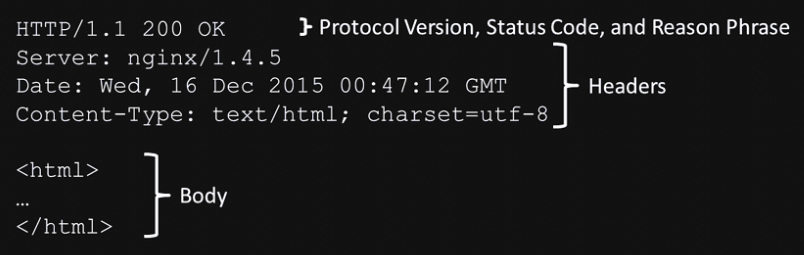 HTTP/1.1 200 OK
Protocol Version, Status Code, and Reason Phrase
Server: nginx/1.4.5
Date: Wed, 16 Dec 2015 00:47:12 GMT
Content-Type: text/html; charset=utf-8
Headers
<html>
…
</html>
Body